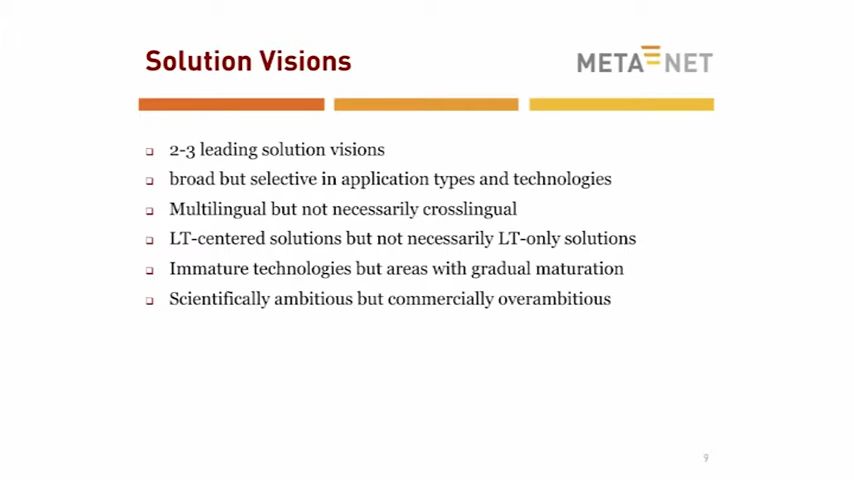 Solution Visions
META NET
2-3 leading solution visions
broad but selective in application types and technologies
Multilingual but not necessarily crosslingual
LT-centered solutions but not necessarily LT-only solutions
Immature technologies but areas with gradual maturation
Scientifically ambitious but commercially overambitious
9